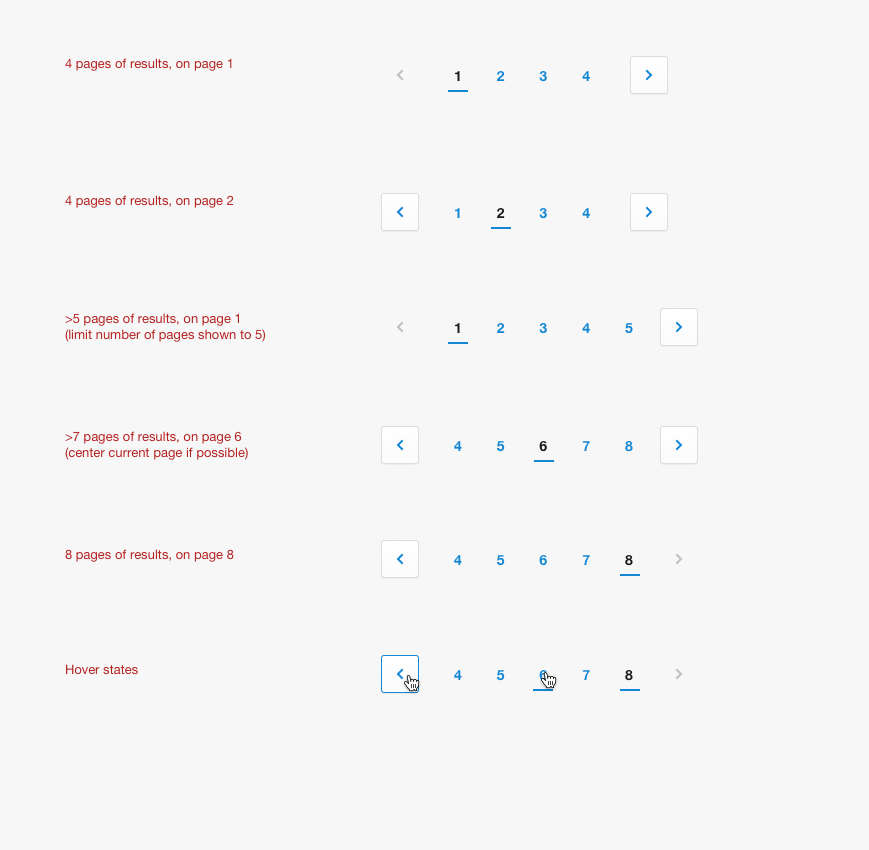 4 pages of results, on page 1
1 2 3 4
4 pages of results, on page 2
1 2 3 4
>5 pages of results, on page 1
(limit number of pages shown to 5)
1 2 3 4 5
>7 pages of results, on page 6
(center current page if possible)
4 5 6 7 8
8 pages of results, on page 8
4 5 6 7 8
Hover states
4 5 6 7 8